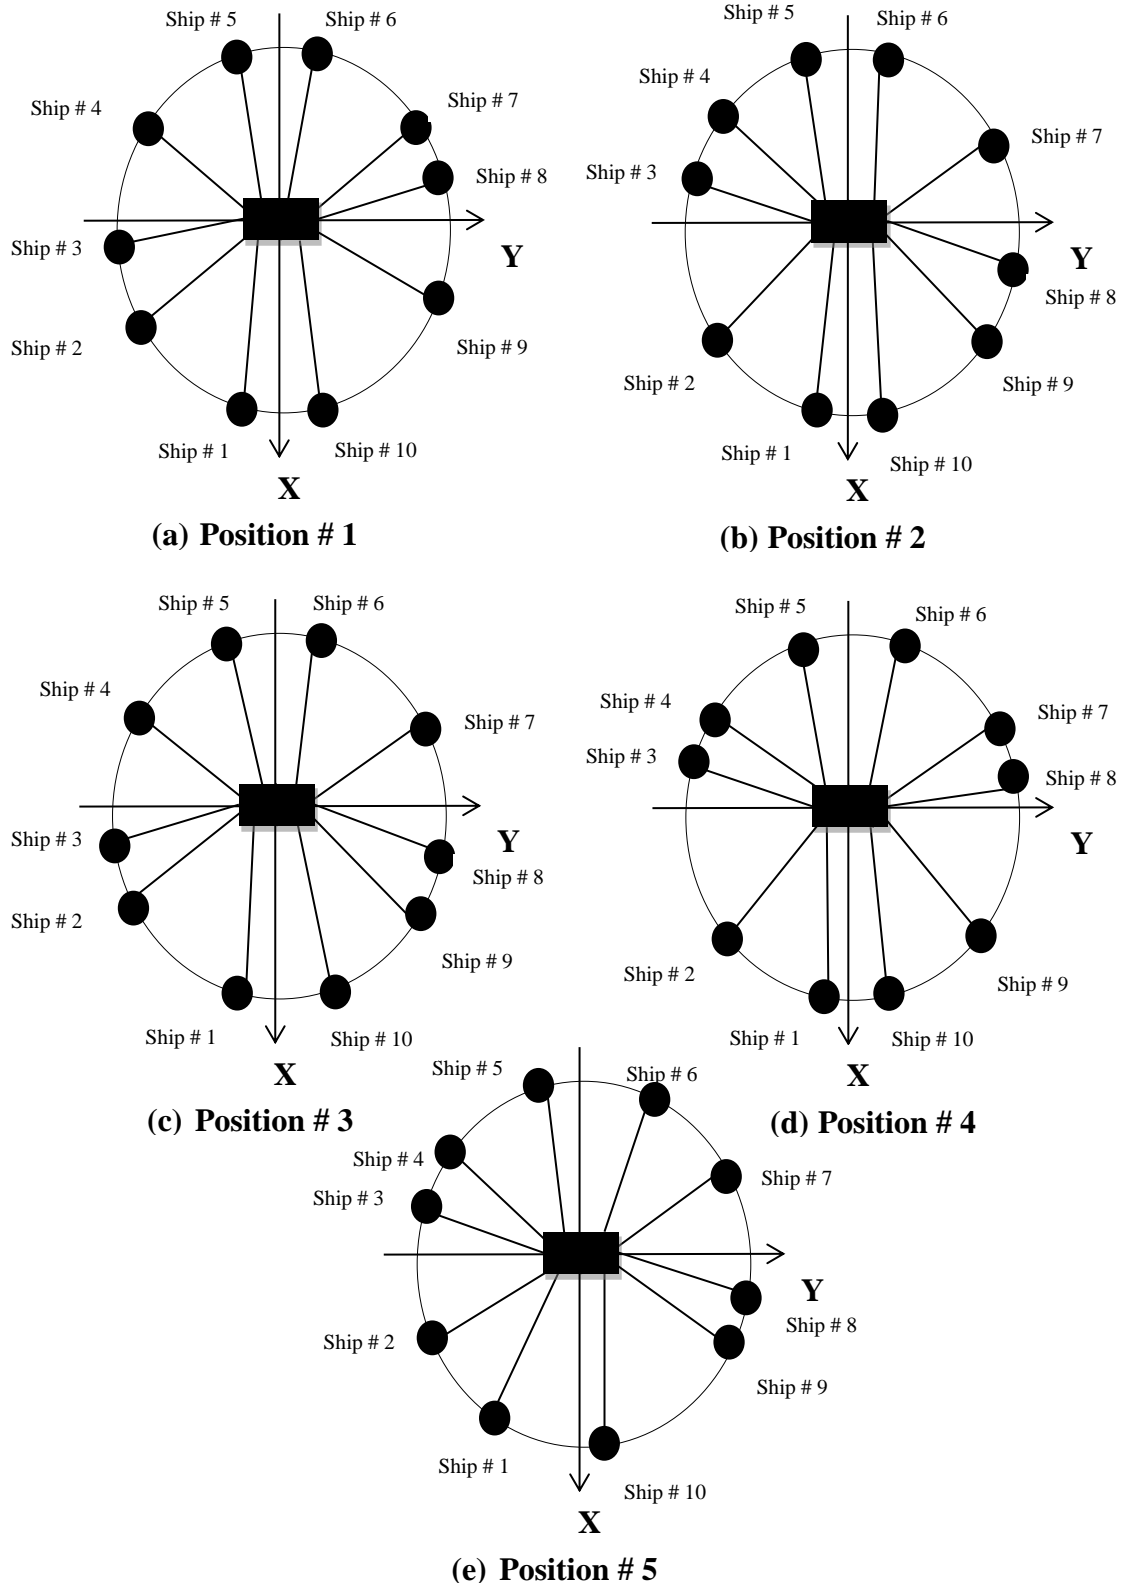 Ship # 5
Ship # 6
Ship # 4
Ship # 7
Ship # 8
Ship # 3
Y
Ship # 2
Ship # 9
Ship # 1
Ship # 10
X
(a) Position # 1
Ship # 5
Ship # 6
Ship # 4
Ship # 7
Ship # 3
Y
Ship # 8
Ship # 2
Ship # 9
Ship # 1
Ship # 10
X
(b) Position # 2
Ship # 5
Ship # 6
Ship # 4
Ship # 7
Ship # 3
Y
Ship # 8
Ship # 2
Ship # 9
Ship # 1
Ship # 10
X
(c) Position # 3
Ship # 5
Ship # 6
Ship # 4
Ship # 7
Ship # 3
Ship # 8
Y
Ship # 2
Ship # 9
Ship # 1
Ship # 10
X
(d) Position # 4
Ship # 5
Ship # 6
Ship # 4
Ship # 7
Ship # 3
Y
Ship # 8
Ship # 2
Ship # 9
Ship # 1
Ship # 10
X
(e) Position # 5